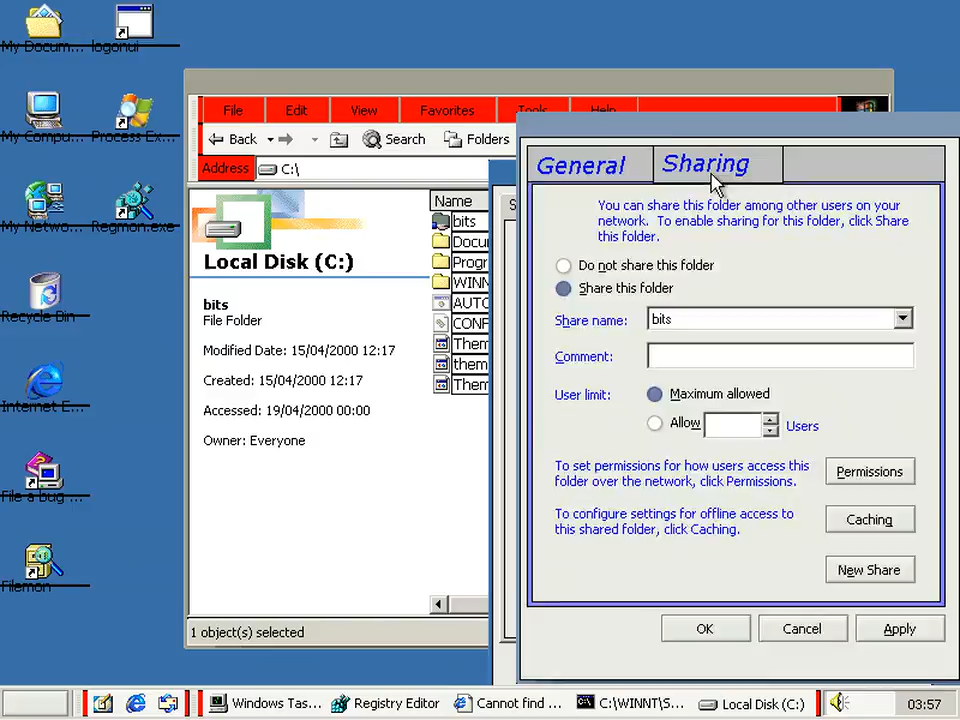 My Docum...
logonui
My Compu...
Process Ex...
My Netwo...
Regmon.exe
Recycle Bin
Internet E...
File a bug ...
Filemon
File Edit View Favorites Tools Help
Back Search Folders
Address C:\
Local Disk (C:)
bits
File Folder
Modified Date: 15/04/2000 12:17
Created: 15/04/2000 12:17
Accessed: 19/04/2000 00:00
Owner: Everyone
Name
bits
Docum
Progr
WINN
AUTO
CONF
Them
them
Them
1 object(s) selected
General Sharing
You can share this folder among other users on your
network. To enable sharing for this folder, click Share
this folder.
Do not share this folder
Share this folder
Share name: bits
Comment:
User limit: Maximum allowed
Allow Users
To set permissions for how users access this
folder over the network, click Permissions.
Permissions
To configure settings for offline access to
this shared folder, click Caching.
Caching
New Share
OK Cancel Apply
Windows Tas... Registry Editor Cannot find ... C:\WINNT\S... Local Disk (C:) 03:57